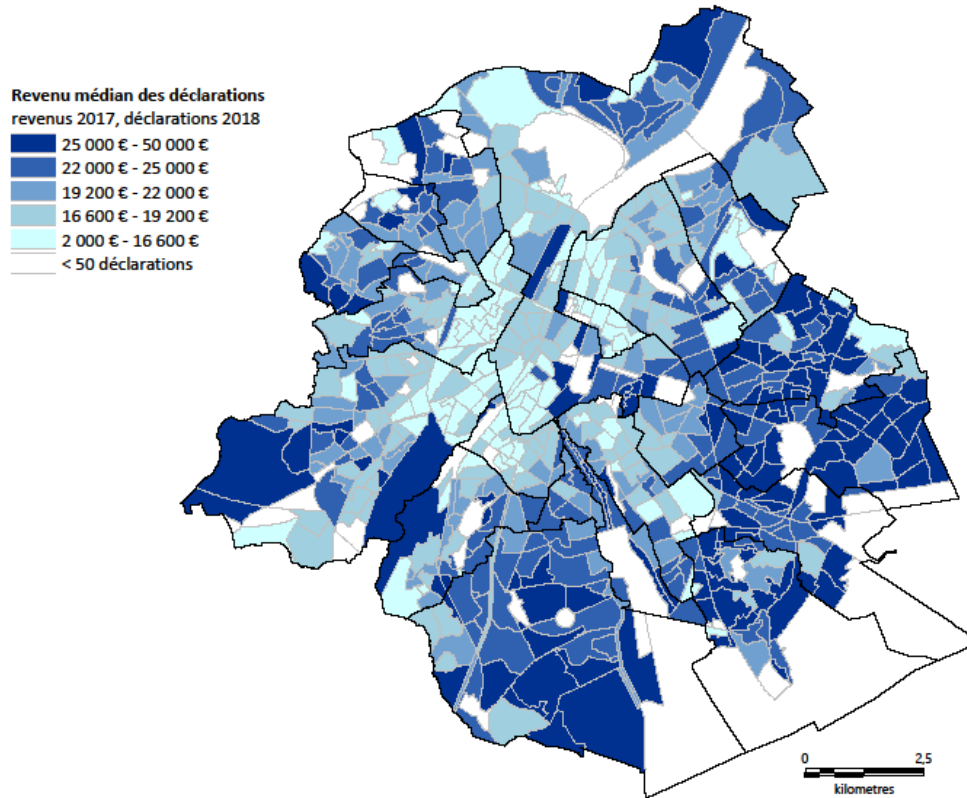 Revenu médian des déclarations
revenus 2017, déclarations 2018
25 000 € - 50 000 €
22 000 € - 25 000 €
19 200 € - 22 000 €
16 600 € - 19 200 €
2 000 € - 16 600 €
< 50 déclarations
0 2,5
kilometres